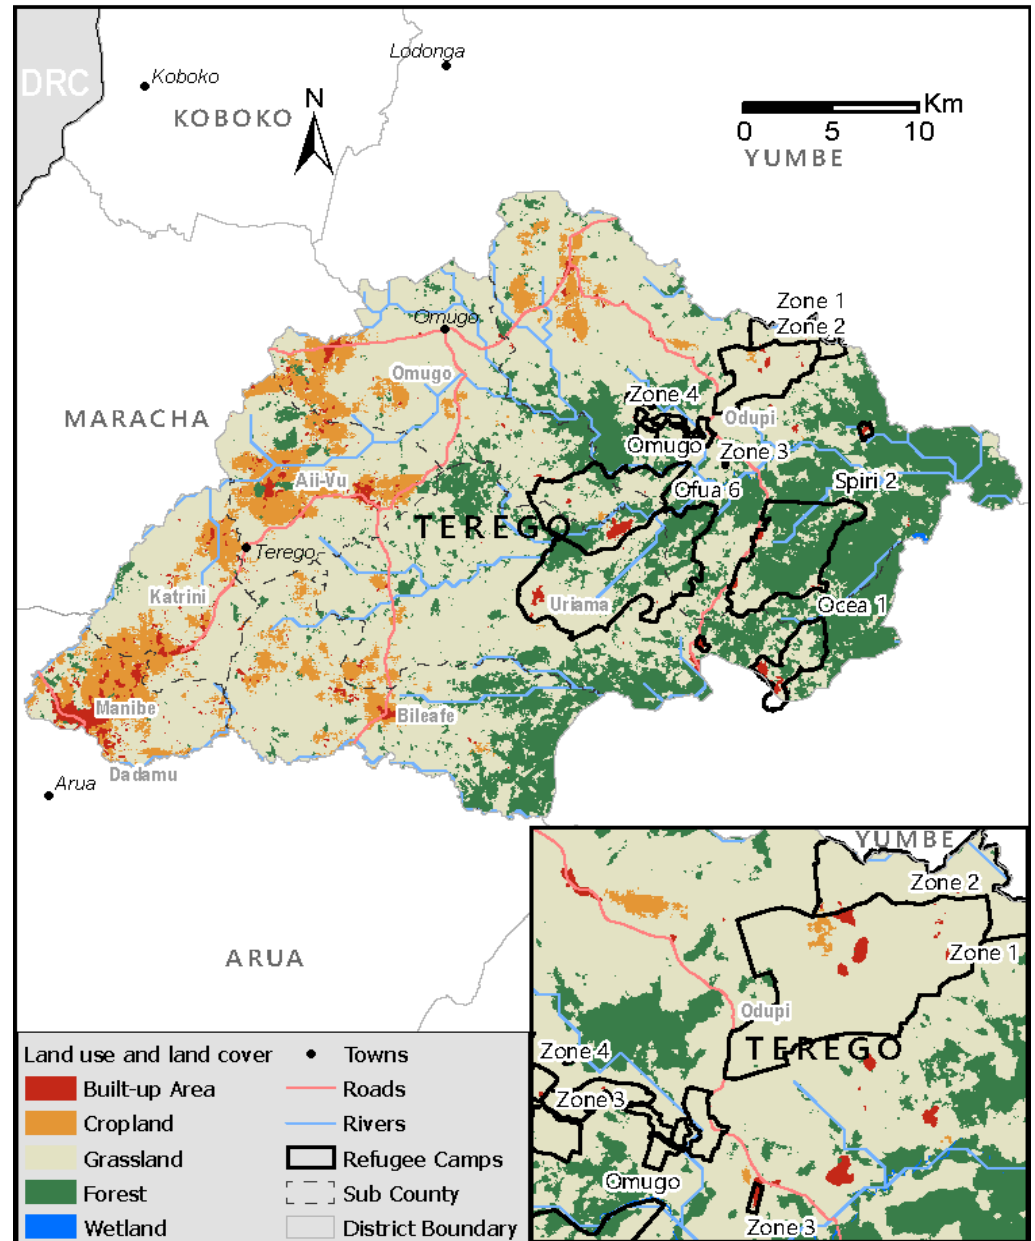 Lodonga
DRC
Koboko
KOBOKO
N
Km
0 5 10
YUMBE
Zone 1
Zone 2
Omugo
Omugo
Zone 4
MARACHA
Odupi
Omugo
Zone 3
Aii-Vu
Ofua 6
Spiri 2
TEREGO
Terego
Katrini
Uriama
Ocea 1
Manibe
Bileafe
Dadamu
Arua
ARUA
YUMBE
Zone 2
Zone 1
Odupi
TEREGO
Zone 4
Zone 3
Omugo
Zone 3
Land use and land cover
Built-up Area
Cropland
Grassland
Forest
Wetland
Towns
Roads
Rivers
Refugee Camps
Sub County
District Boundary